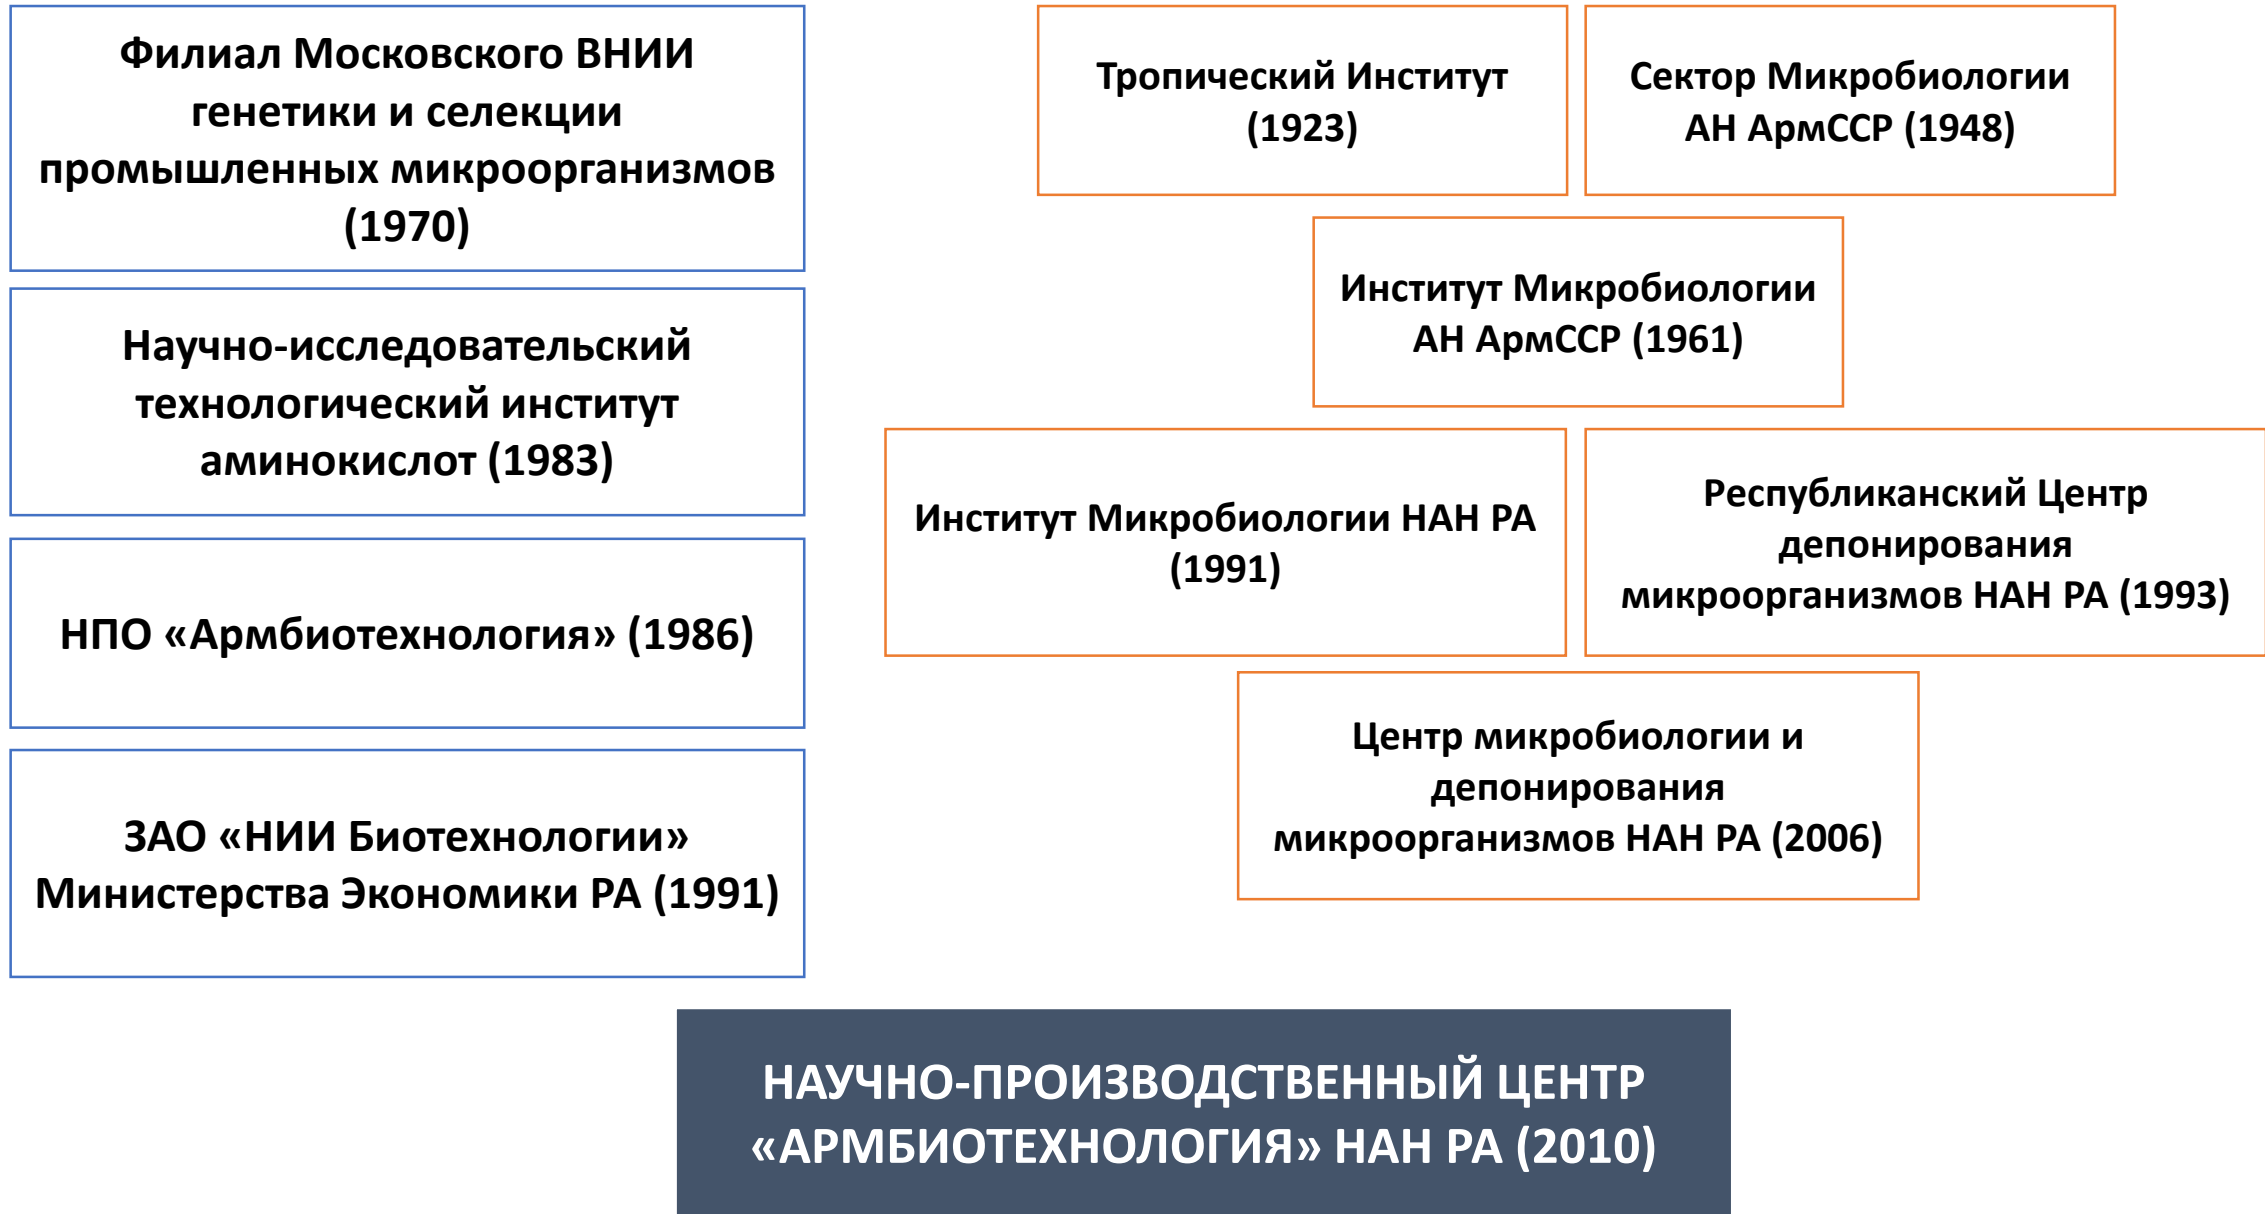 Филиал Московского ВНИИ
генетики и селекции
промышленных микроорганизмов
(1970)
Научно-исследовательский
технологический институт
аминокислот (1983)
НПО «Армбиотехнология» (1986)
ЗАО «НИИ Биотехнологии»
Министерства Экономики РА (1991)
Тропический Институт
(1923)
Сектор Микробиологии
АН АрмССР (1948)
Институт Микробиологии
АН АрмССР (1961)
Институт Микробиологии НАН РА
(1991)
Республиканский Центр
депонирования
микроорганизмов НАН РА (1993)
Центр микробиологии и
депонирования
микроорганизмов НАН РА (2006)
НАУЧНО-ПРОИЗВОДСТВЕННЫЙ ЦЕНТР
«АРМБИОТЕХНОЛОГИЯ» НАН РА (2010)